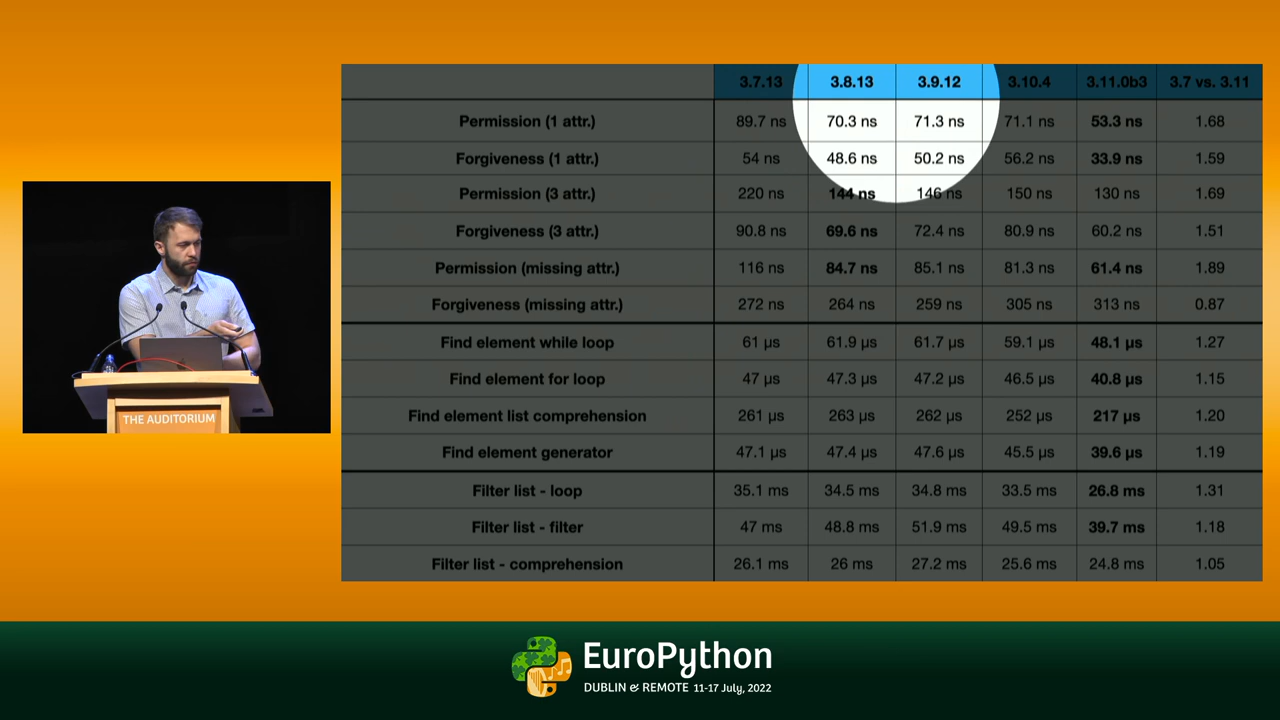 3.7.13 3.8.13 3.9.12 3.10.4 3.11.0b3 3.7 vs. 3.11
Permission (1 attr.) 89.7 ns 70.3 ns 71.3 ns 71.1 ns 53.3 ns 1.68
Forgiveness (1 attr.) 54 ns 48.6 ns 50.2 ns 56.2 ns 33.9 ns 1.59
Permission (3 attr.) 220 ns 144 ns 146 ns 150 ns 130 ns 1.69
Forgiveness (3 attr.) 90.8 ns 69.6 ns 72.4 ns 80.9 ns 60.2 ns 1.51
Permission (missing attr.) 116 ns 84.7 ns 85.1 ns 81.3 ns 61.4 ns 1.89
Forgiveness (missing attr.) 272 ns 264 ns 259 ns 305 ns 313 ns 0.87
Find element while loop 61 µs 61.9 µs 61.7 µs 59.1 µs 48.1 µs 1.27
Find element for loop 47 µs 47.3 µs 47.2 µs 46.5 µs 40.8 µs 1.15
Find element list comprehension 261 µs 263 µs 262 µs 252 µs 217 µs 1.20
Find element generator 47.1 µs 47.4 µs 47.6 µs 45.5 µs 39.6 µs 1.19
Filter list - loop 35.1 ms 34.5 ms 34.8 ms 33.5 ms 26.8 ms 1.31
Filter list - filter 47 ms 48.8 ms 51.9 ms 49.5 ms 39.7 ms 1.18
Filter list - comprehension 26.1 ms 26 ms 27.2 ms 25.6 ms 24.8 ms 1.05
THE AUDITORIUM
EuroPython
DUBLIN & REMOTE 11-17 July, 2022